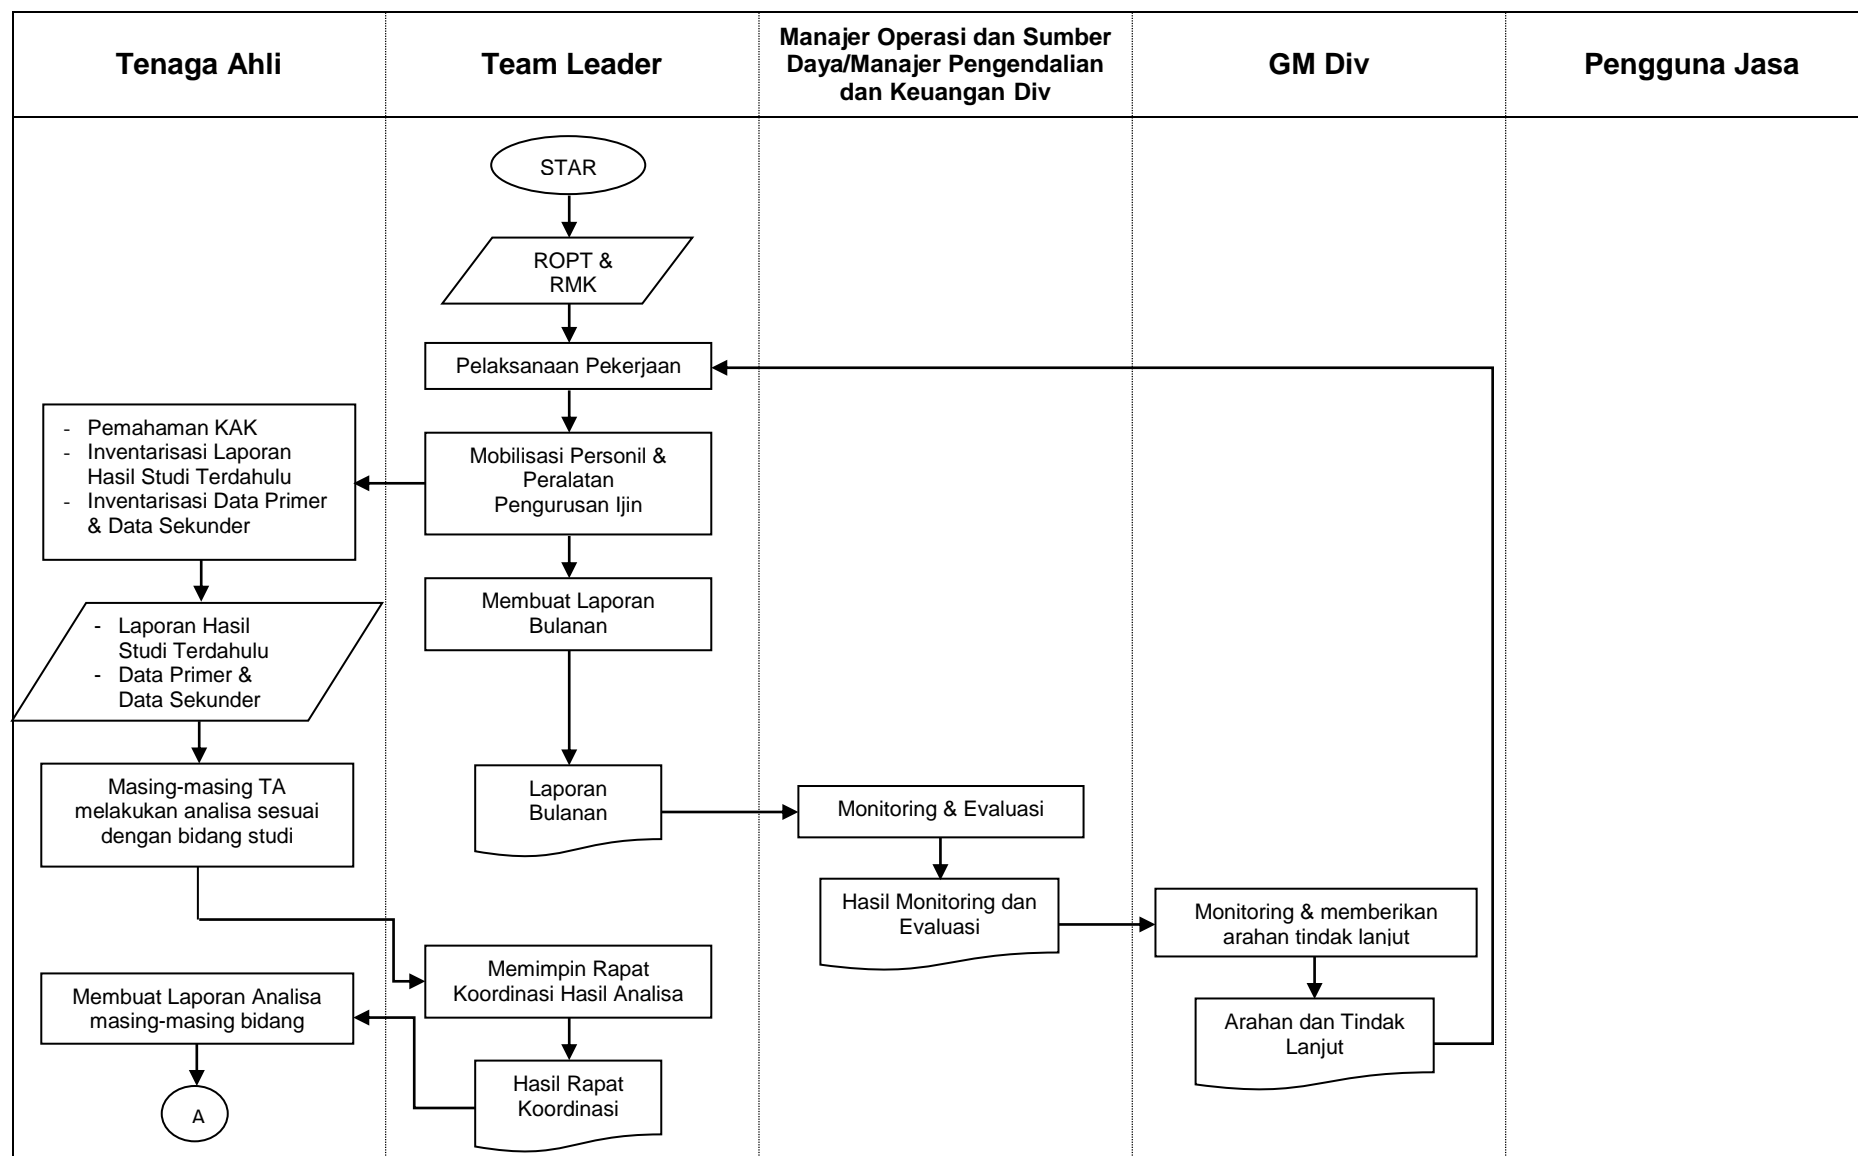 Tenaga Ahli
Team Leader
Manajer Operasi dan Sumber
Daya/Manajer Pengendalian
dan Keuangan Div
GM Div
Pengguna Jasa
STAR
ROPT &
RMK
Pelaksanaan Pekerjaan
- Pemahaman KAK
- Inventarisasi Laporan
Hasil Studi Terdahulu
- Inventarisasi Data Primer
& Data Sekunder
Mobilisasi Personil &
Peralatan
Pengurusan Ijin
Membuat Laporan
Bulanan
- Laporan Hasil
Studi Terdahulu
- Data Primer &
Data Sekunder
Masing-masing TA
melakukan analisa sesuai
dengan bidang studi
Laporan
Bulanan
Monitoring & Evaluasi
Hasil Monitoring dan
Evaluasi
Monitoring & memberikan
arahan tindak lanjut
Memimpin Rapat
Koordinasi Hasil Analisa
Membuat Laporan Analisa
masing-masing bidang
Arahan dan Tindak
Lanjut
Hasil Rapat
Koordinasi
A